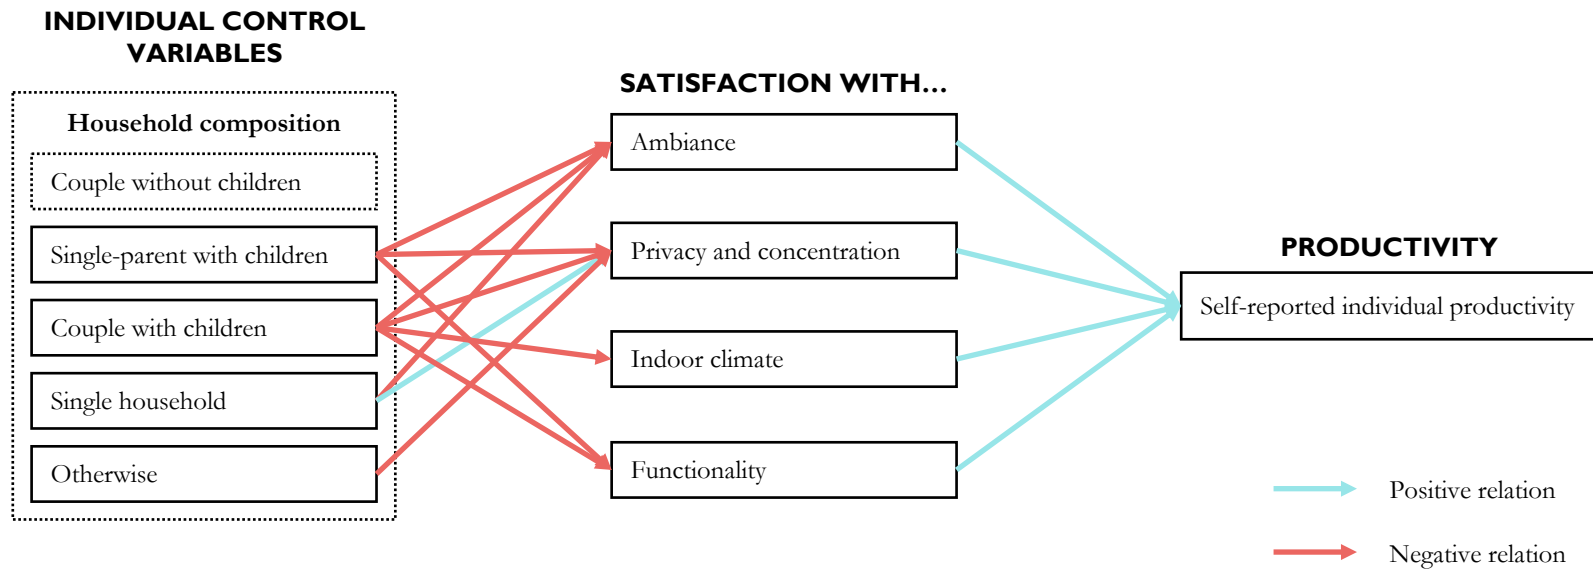 INDIVIDUAL CONTROL
VARIABLES
Household composition
Couple without children
Single-parent with children
Couple with children
Single household
Otherwise
SATISFACTION WITH...
Ambiance
Privacy and concentration
Indoor climate
Functionality
PRODUCTIVITY
Self-reported individual productivity
Positive relation
Negative relation